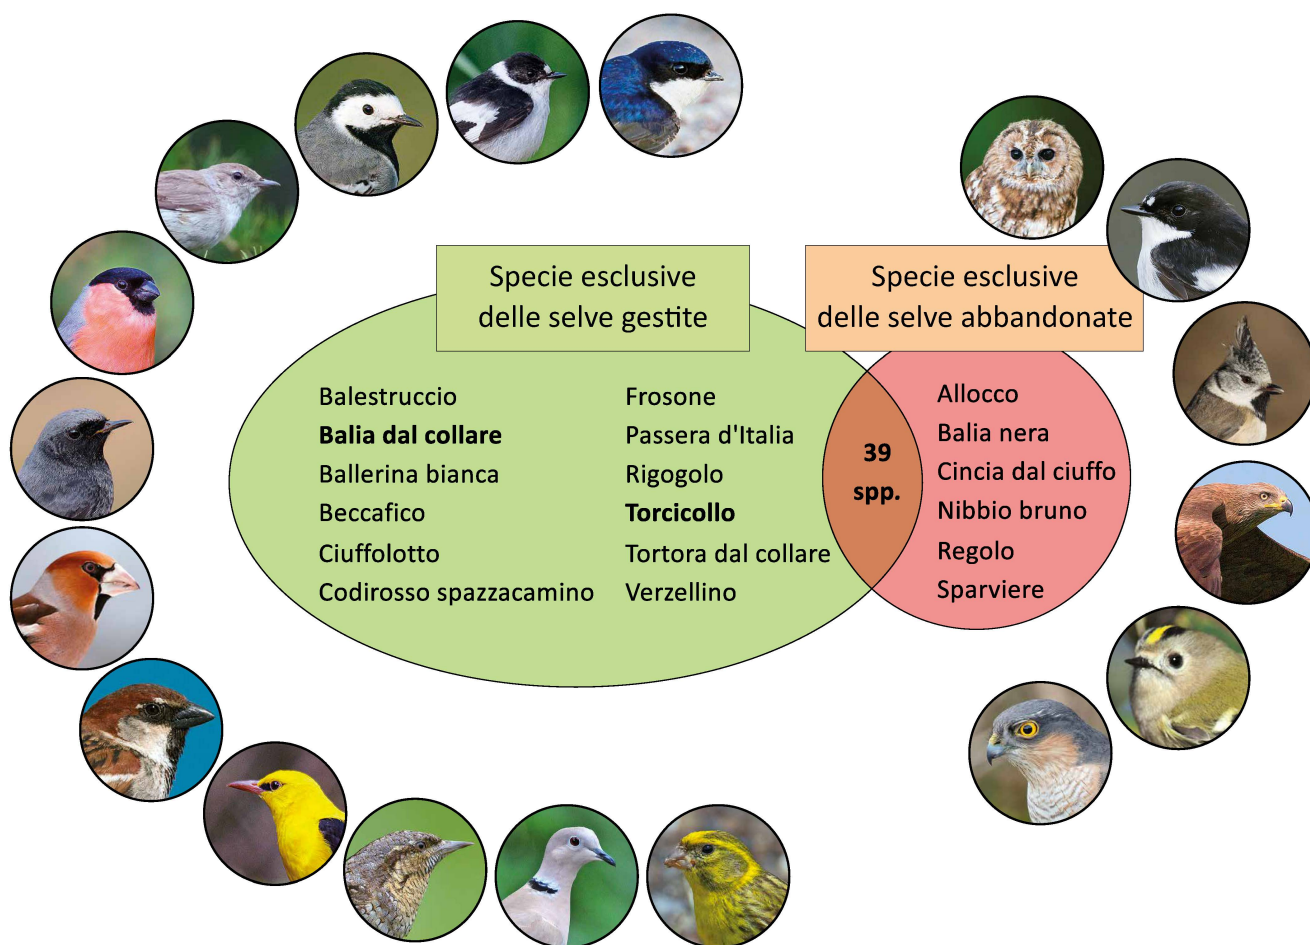 Specie esclusive
delle selve gestite
Specie esclusive
delle selve abbandonate
Balestruccio
Balia dal collare
Ballerina bianca
Beccafico
Ciuffolotto
Codirosso spazzacamino
Frosone
Passera d'Italia
Rigogolo
Torcicollo
Tortora dal collare
Verzellino
39
spp.
Allocco
Balia nera
Cincia dal ciuffo
Nibbio bruno
Regolo
Sparviere